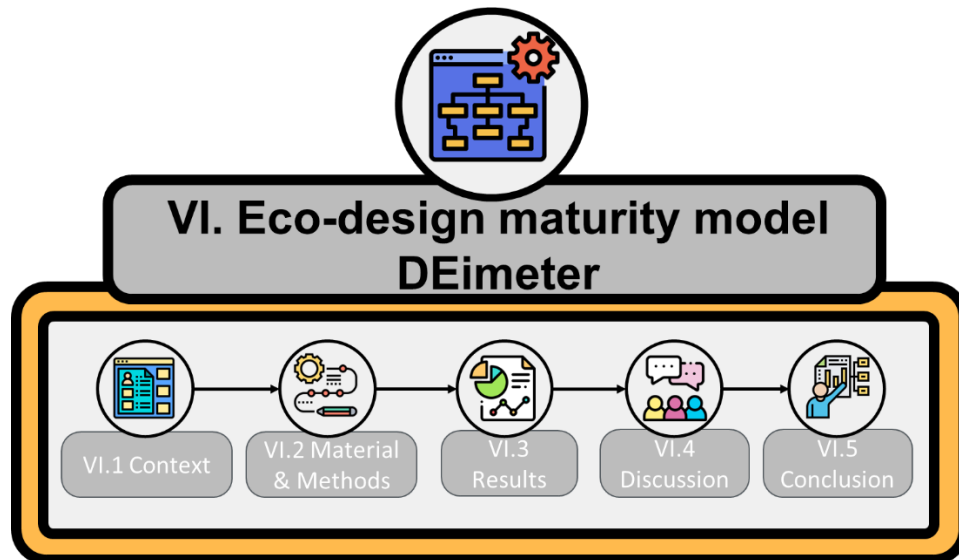 VI. Eco-design maturity model
DEimeter
VI.1 Context
VI.2 Material
& Methods
VI.3
Results
VI.4
Discussion
VI.5
Conclusion